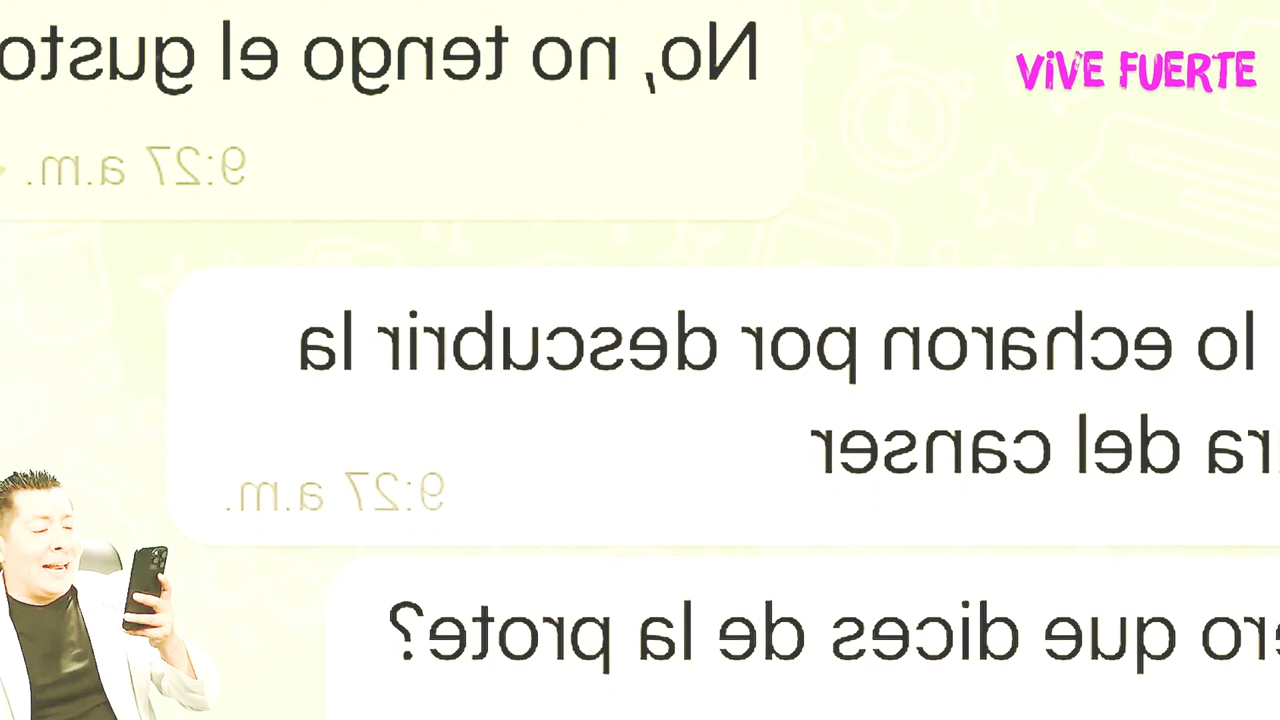 No, no tengo el gusto
VIVE FUERTE
9:27 a.m.
lo echaron por descubrir la
del canser
9:27 a.m.
que dices de la prote?